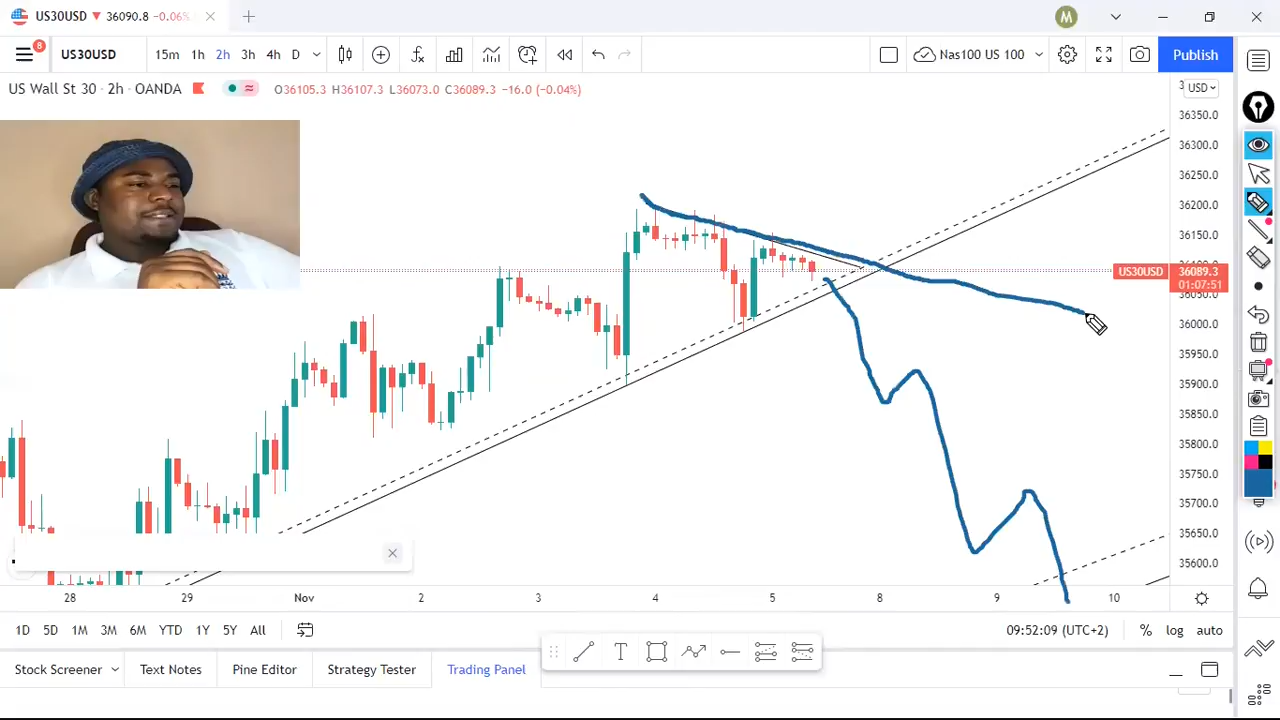 US30USD ▼ 36090.8 -0.06%
M
8
US30USD 15m 1h 2h 3h 4h D Nas100 US 100 Publish
US Wall St 30 · 2h · OANDA O36105.3 H36107.3 L36073.0 C36089.3 -16.0 (-0.04%)
USD
36350.0
36300.0
36250.0
36200.0
36150.0
US30USD 36089.3
01:07:51
36000.0
35950.0
35900.0
35850.0
35800.0
35750.0
35700.0
35650.0
35600.0
28 29 Nov 2 3 4 5 8 9 10
1D 5D 1M 3M 6M YTD 1Y 5Y All 09:52:09 (UTC+2) % log auto
T
Stock Screener Text Notes Pine Editor Strategy Tester Trading Panel